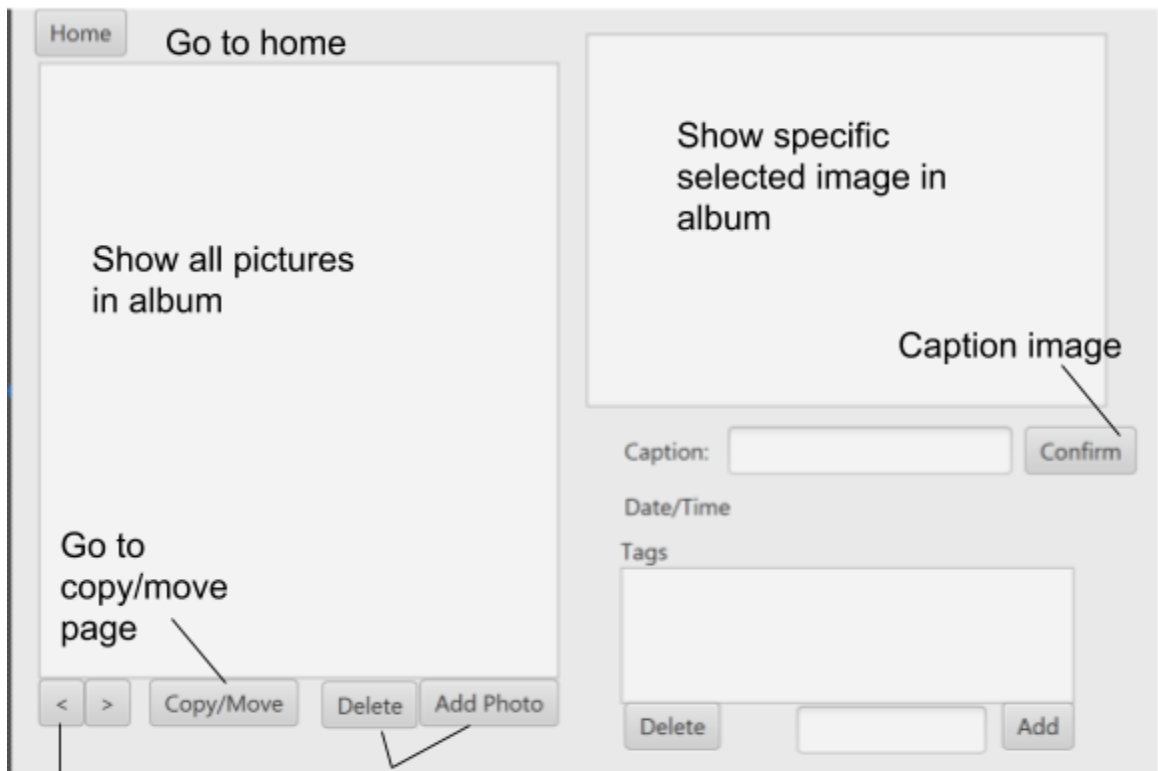 Home
Go to home
Show all pictures
in album
Go to
copy/move
page
<
>
Copy/Move
Delete
Add Photo
Show specific
selected image in
album
Caption image
Caption:
Confirm
Date/Time
Tags
Delete
Add